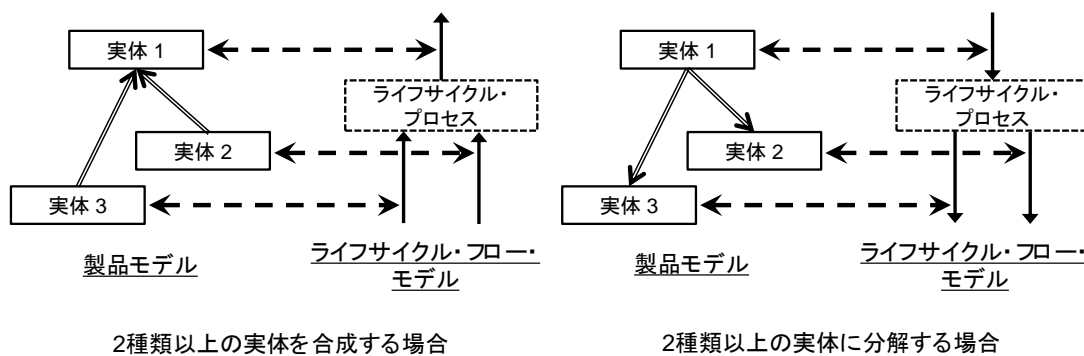 実体 1
ライフサイクル・
プロセス
実体 2
実体 3
製品モデル
ライフサイクル・フロー・
モデル
2種類以上の実体を合成する場合
実体 1
ライフサイクル・
プロセス
実体 2
実体 3
製品モデル
ライフサイクル・フロー・
モデル
2種類以上の実体に分解する場合